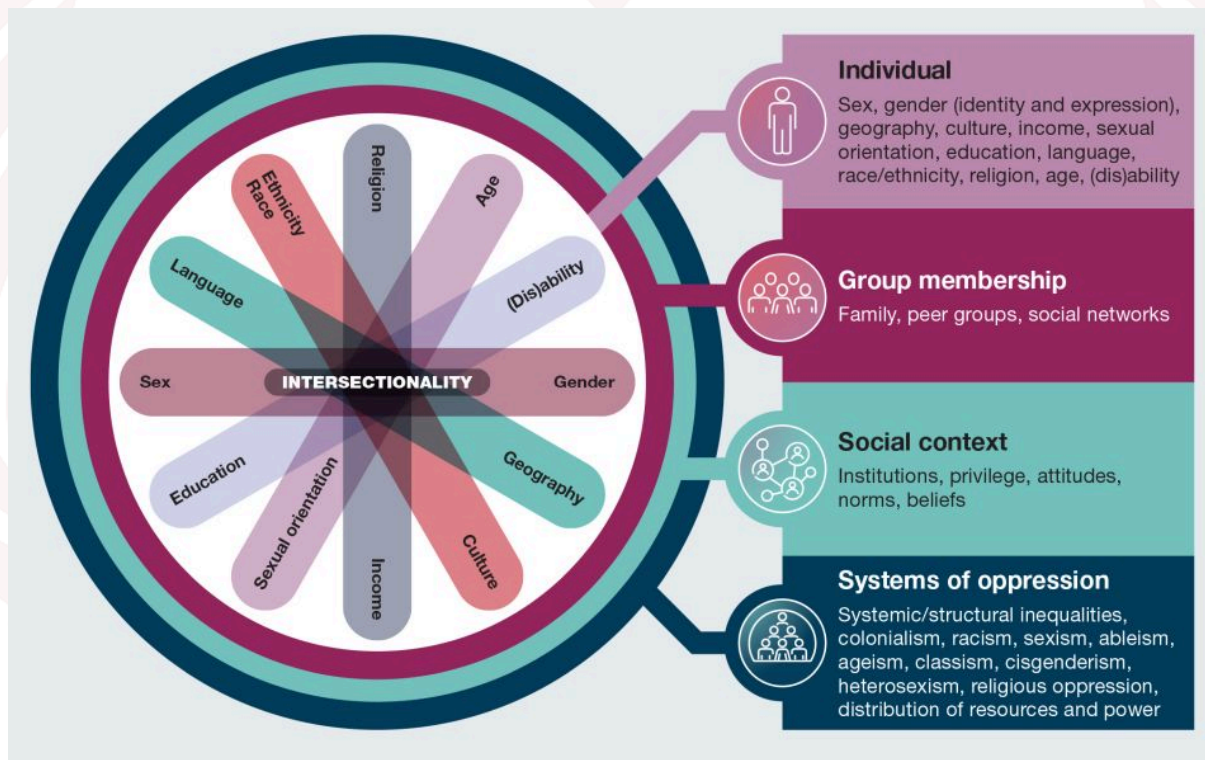 Religion
Age
(Dis)ability
Gender
Geography
Culture
Income
Sexual orientation
Education
Sex
Language
Ethnicity
Race
INTERSECTIONALITY
Individual
Sex, gender (identity and expression),
geography, culture, income, sexual
orientation, education, language,
race/ethnicity, religion, age, (dis)ability
Group membership
Family, peer groups, social networks
Social context
Institutions, privilege, attitudes,
norms, beliefs
Systems of oppression
Systemic/structural inequalities,
colonialism, racism, sexism, ableism,
ageism, classism, cisgenderism,
heterosexism, religious oppression,
distribution of resources and power